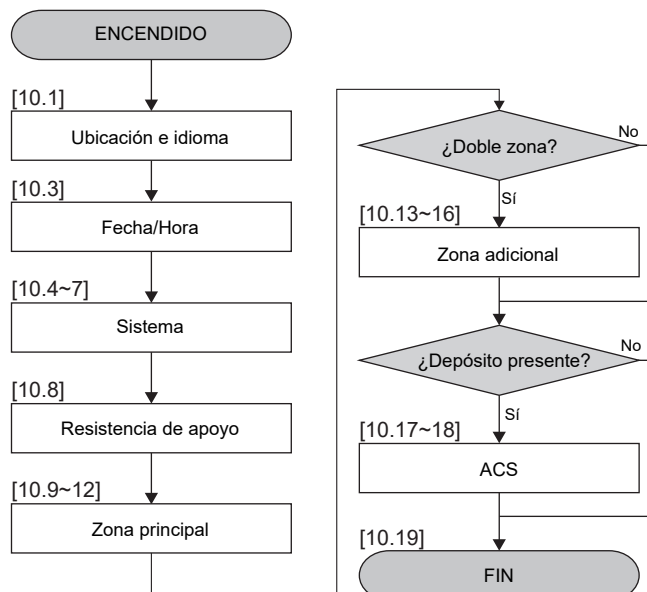 ENCENDIDO
[10.1]
Ubicación e idioma
[10.3]
Fecha/Hora
[10.4~7]
Sistema
[10.8]
Resistencia de apoyo
[10.9~12]
Zona principal
¿Doble zona?
No
Sí
[10.13~16]
Zona adicional
¿Depósito presente?
No
Sí
[10.17~18]
ACS
[10.19]
FIN